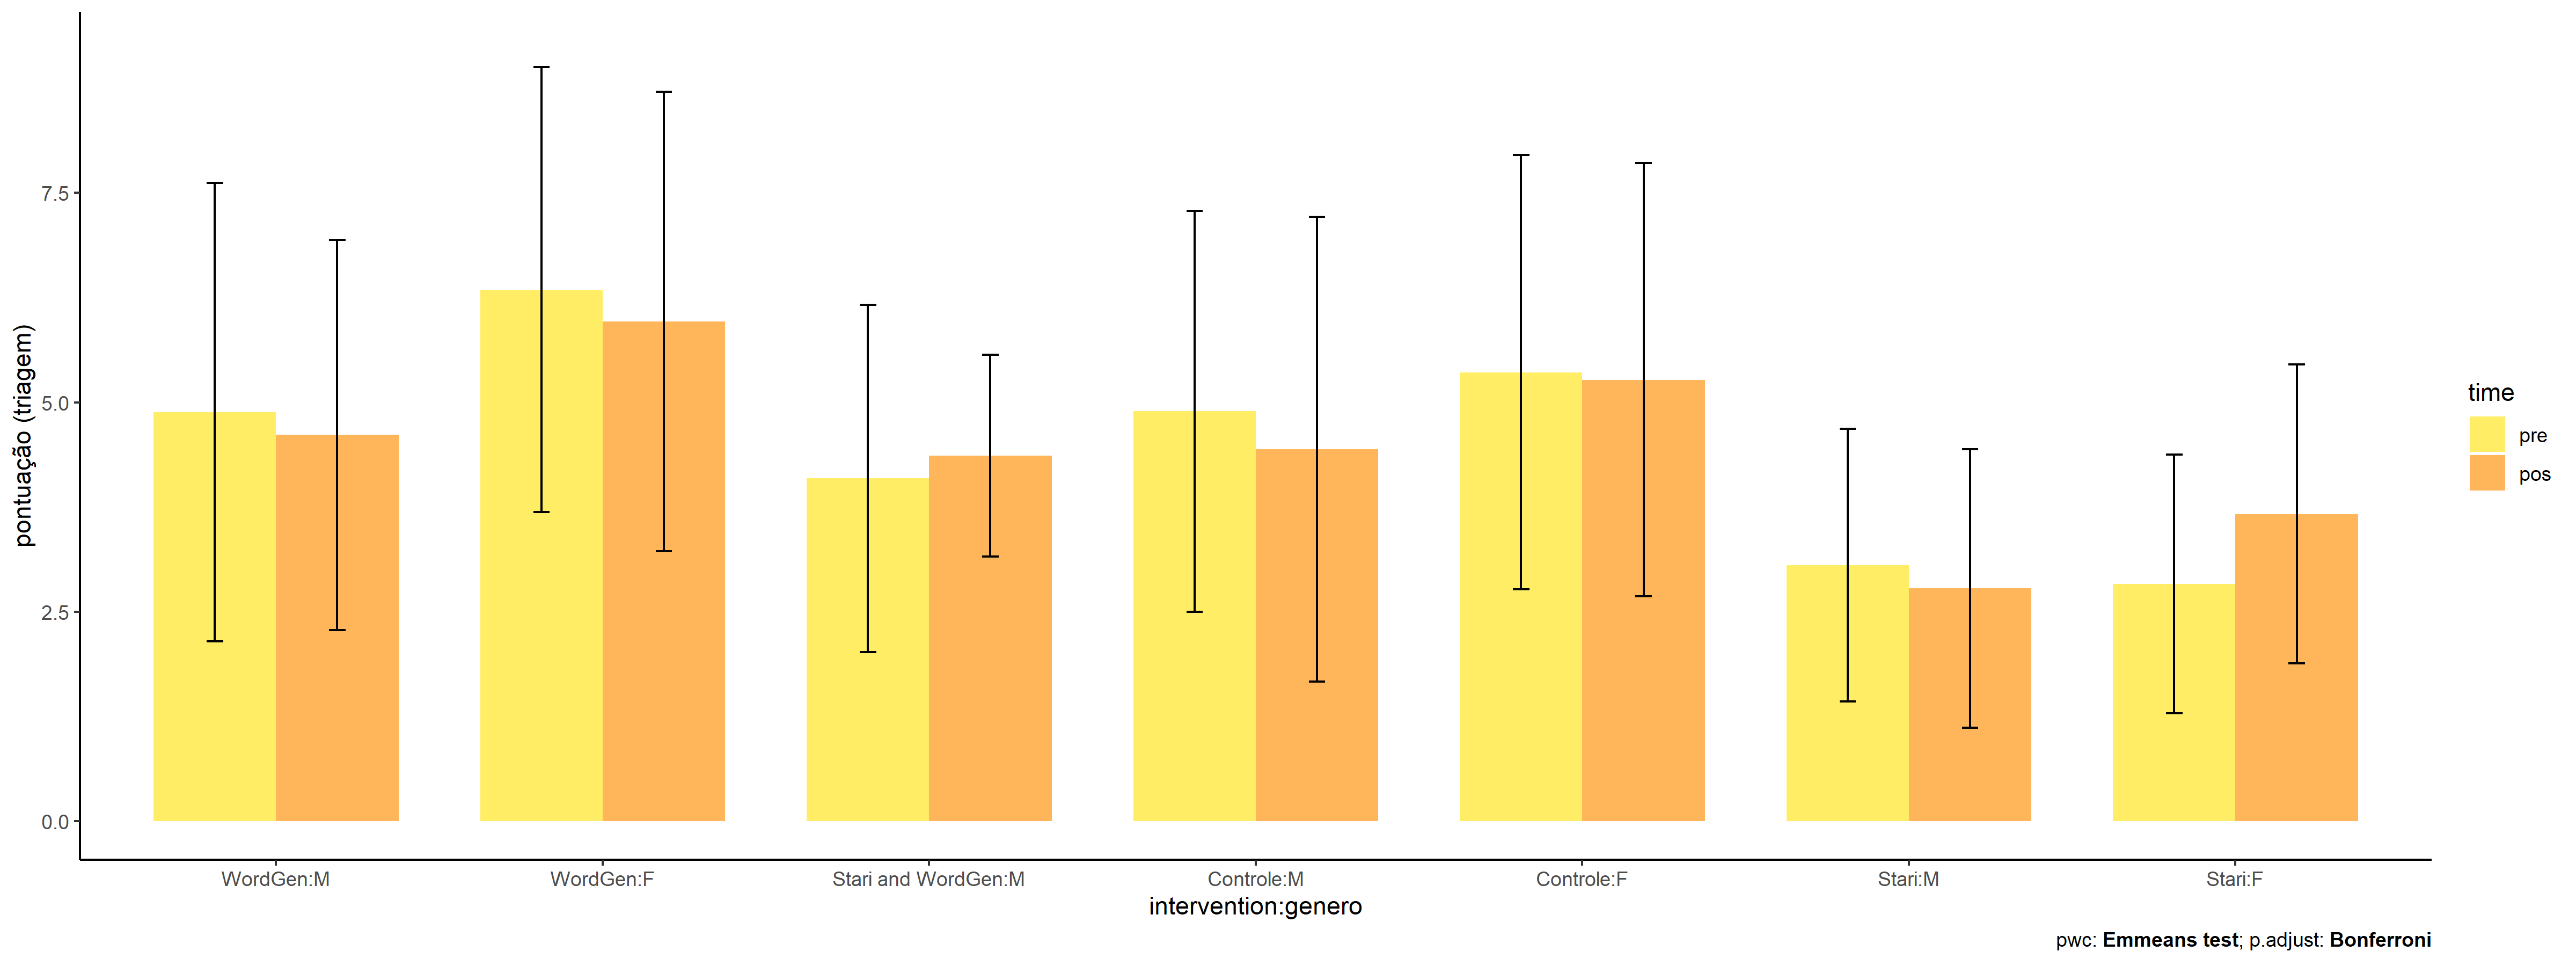 pontuação (triagem)
7.5
5.0
2.5
0.0
WordGen:M
WordGen:F
Stari and WordGen:M
Controle:M
Controle:F
Stari:M
Stari:F
intervention:genero
time
pre
pos
pwc: Emmeans test; p.adjust: Bonferroni